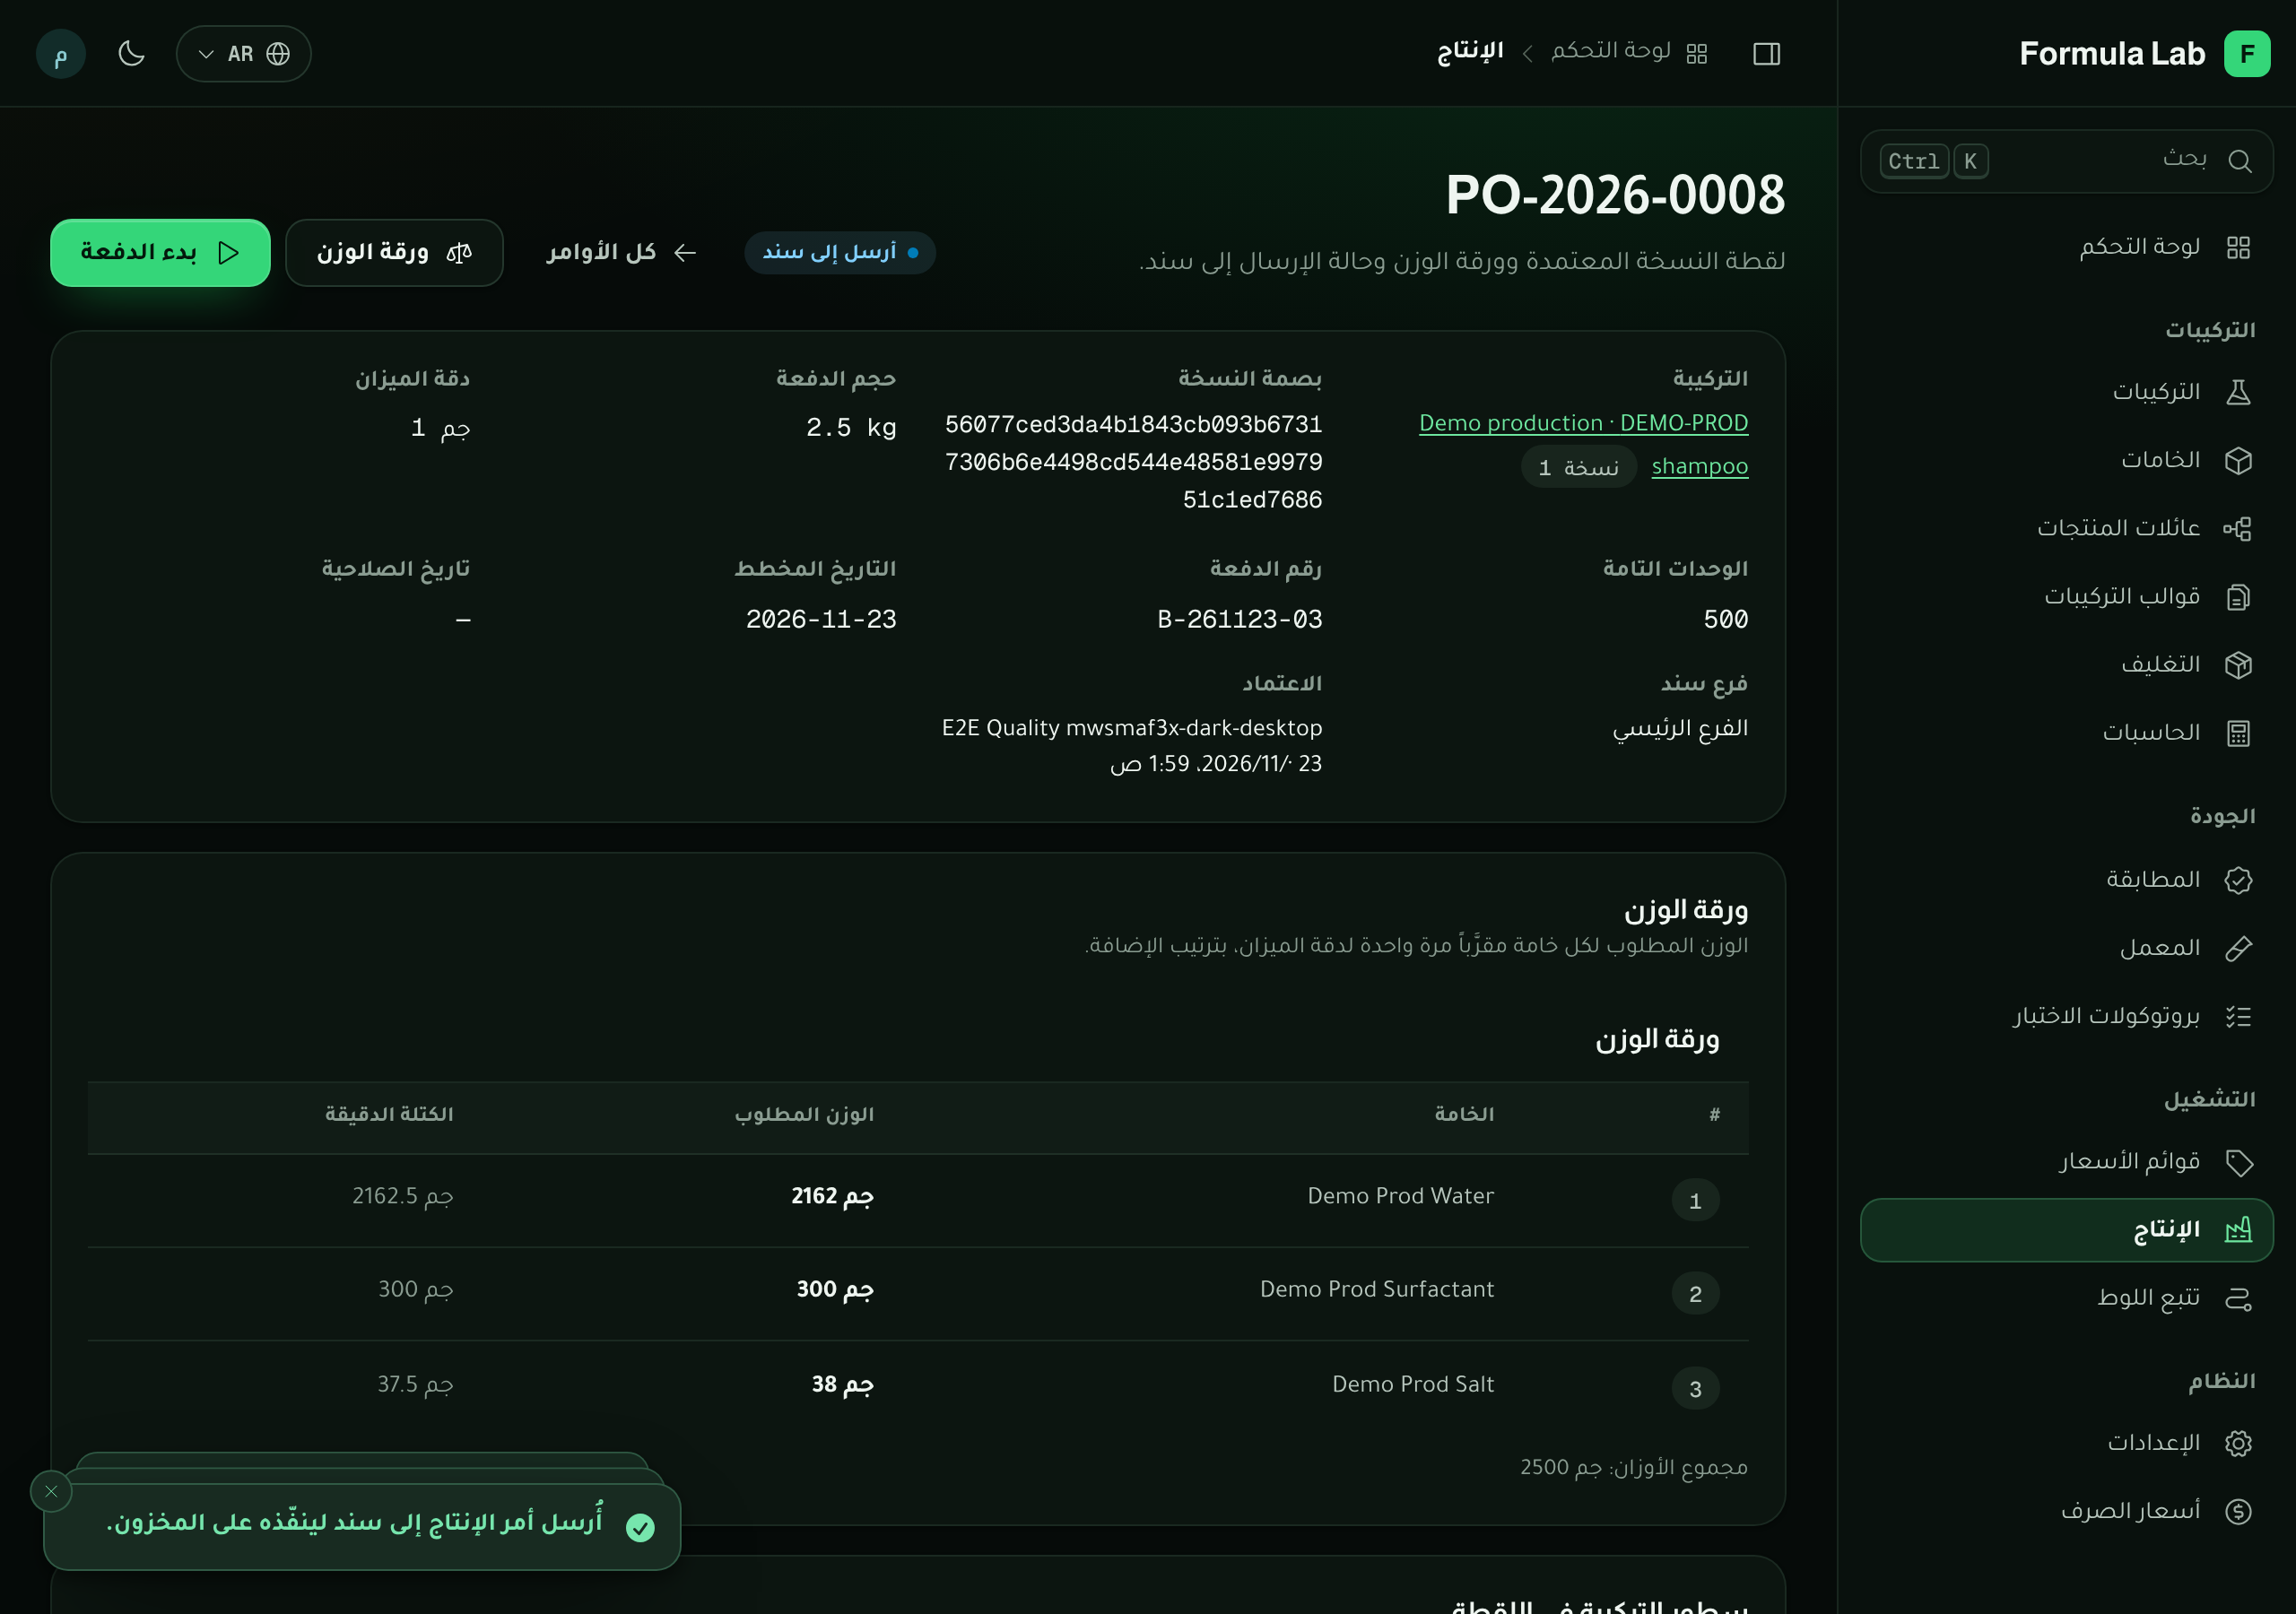 Formula Lab
F
بحث
Ctrl K
لوحة التحكم
التركيبات
التركيبات
الخامات
عائلات المنتجات
قوالب التركيبات
التغليف
الحاسبات
الجودة
المطابقة
المعمل
بروتوكولات الاختبار
التشغيل
قوائم الأسعار
الإنتاج
تتبع اللوط
النظام
الإعدادات
أسعار الصرف
لوحة التحكم
الإنتاج
AR
م
PO-2026-0008
لقطة النسخة المعتمدة وورقة الوزن وحالة الإرسال إلى سند.
أرسل إلى سند
كل الأوامر
ورقة الوزن
بدء الدفعة
التركيبة
Demo production · DEMO-PROD
shampoo
نسخة 1
بصمة النسخة
56077ced3da4b1843cb093b6731
7306b6e4498cd544e48581e9979
51c1ed7686
حجم الدفعة
2.5 kg
دقة الميزان
1 جم
الوحدات التامة
500
رقم الدفعة
B-261123-03
التاريخ المخطط
2026-11-23
تاريخ الصلاحية
—
فرع سند
الفرع الرئيسي
الاعتماد
E2E Quality mwsmaf3x-dark-desktop
23 /2026/11، 1:59 ص
ورقة الوزن
الوزن المطلوب لكل خامة مقرَّباً مرة واحدة لدقة الميزان، بترتيب الإضافة.
ورقة الوزن
# الخامة الوزن المطلوب الكتلة الدقيقة
1 Demo Prod Water 2162 جم 2162.5 جم
2 Demo Prod Surfactant 300 جم 300 جم
3 Demo Prod Salt 38 جم 37.5 جم
مجموع الأوزان: جم 2500
أُرسل أمر الإنتاج إلى سند لينفّذه على المخزون.
سطور التركيبة في اللقطة